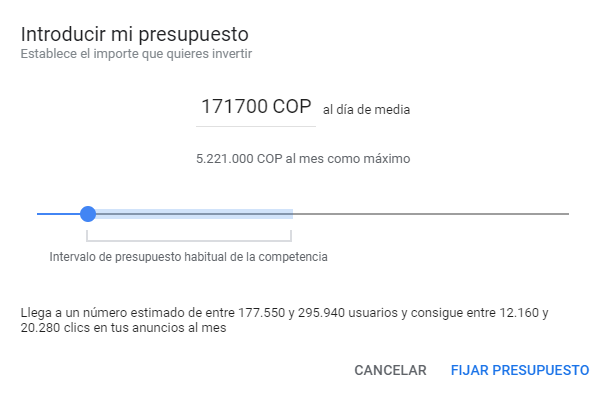 Introducir mi presupuesto
Establece el importe que quieres invertir
171700 COP al día de media
5.221.000 COP al mes como máximo
Intervalo de presupuesto habitual de la competencia
Llega a un número estimado de entre 177.550 y 295.940 usuarios y consigue entre 12.160 y
20.280 clics en tus anuncios al mes
CANCELAR FIJAR PRESUPUESTO